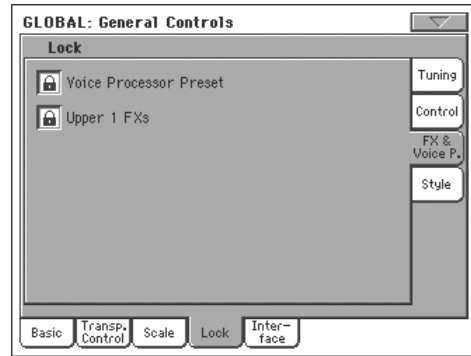 GLOBAL: General Controls
Lock
Voice Processor Preset
Upper 1 FXs
Tuning
Control
FX &
Voice P.
Style
Basic
Transp.
Control
Scale
Lock
Inter-
face